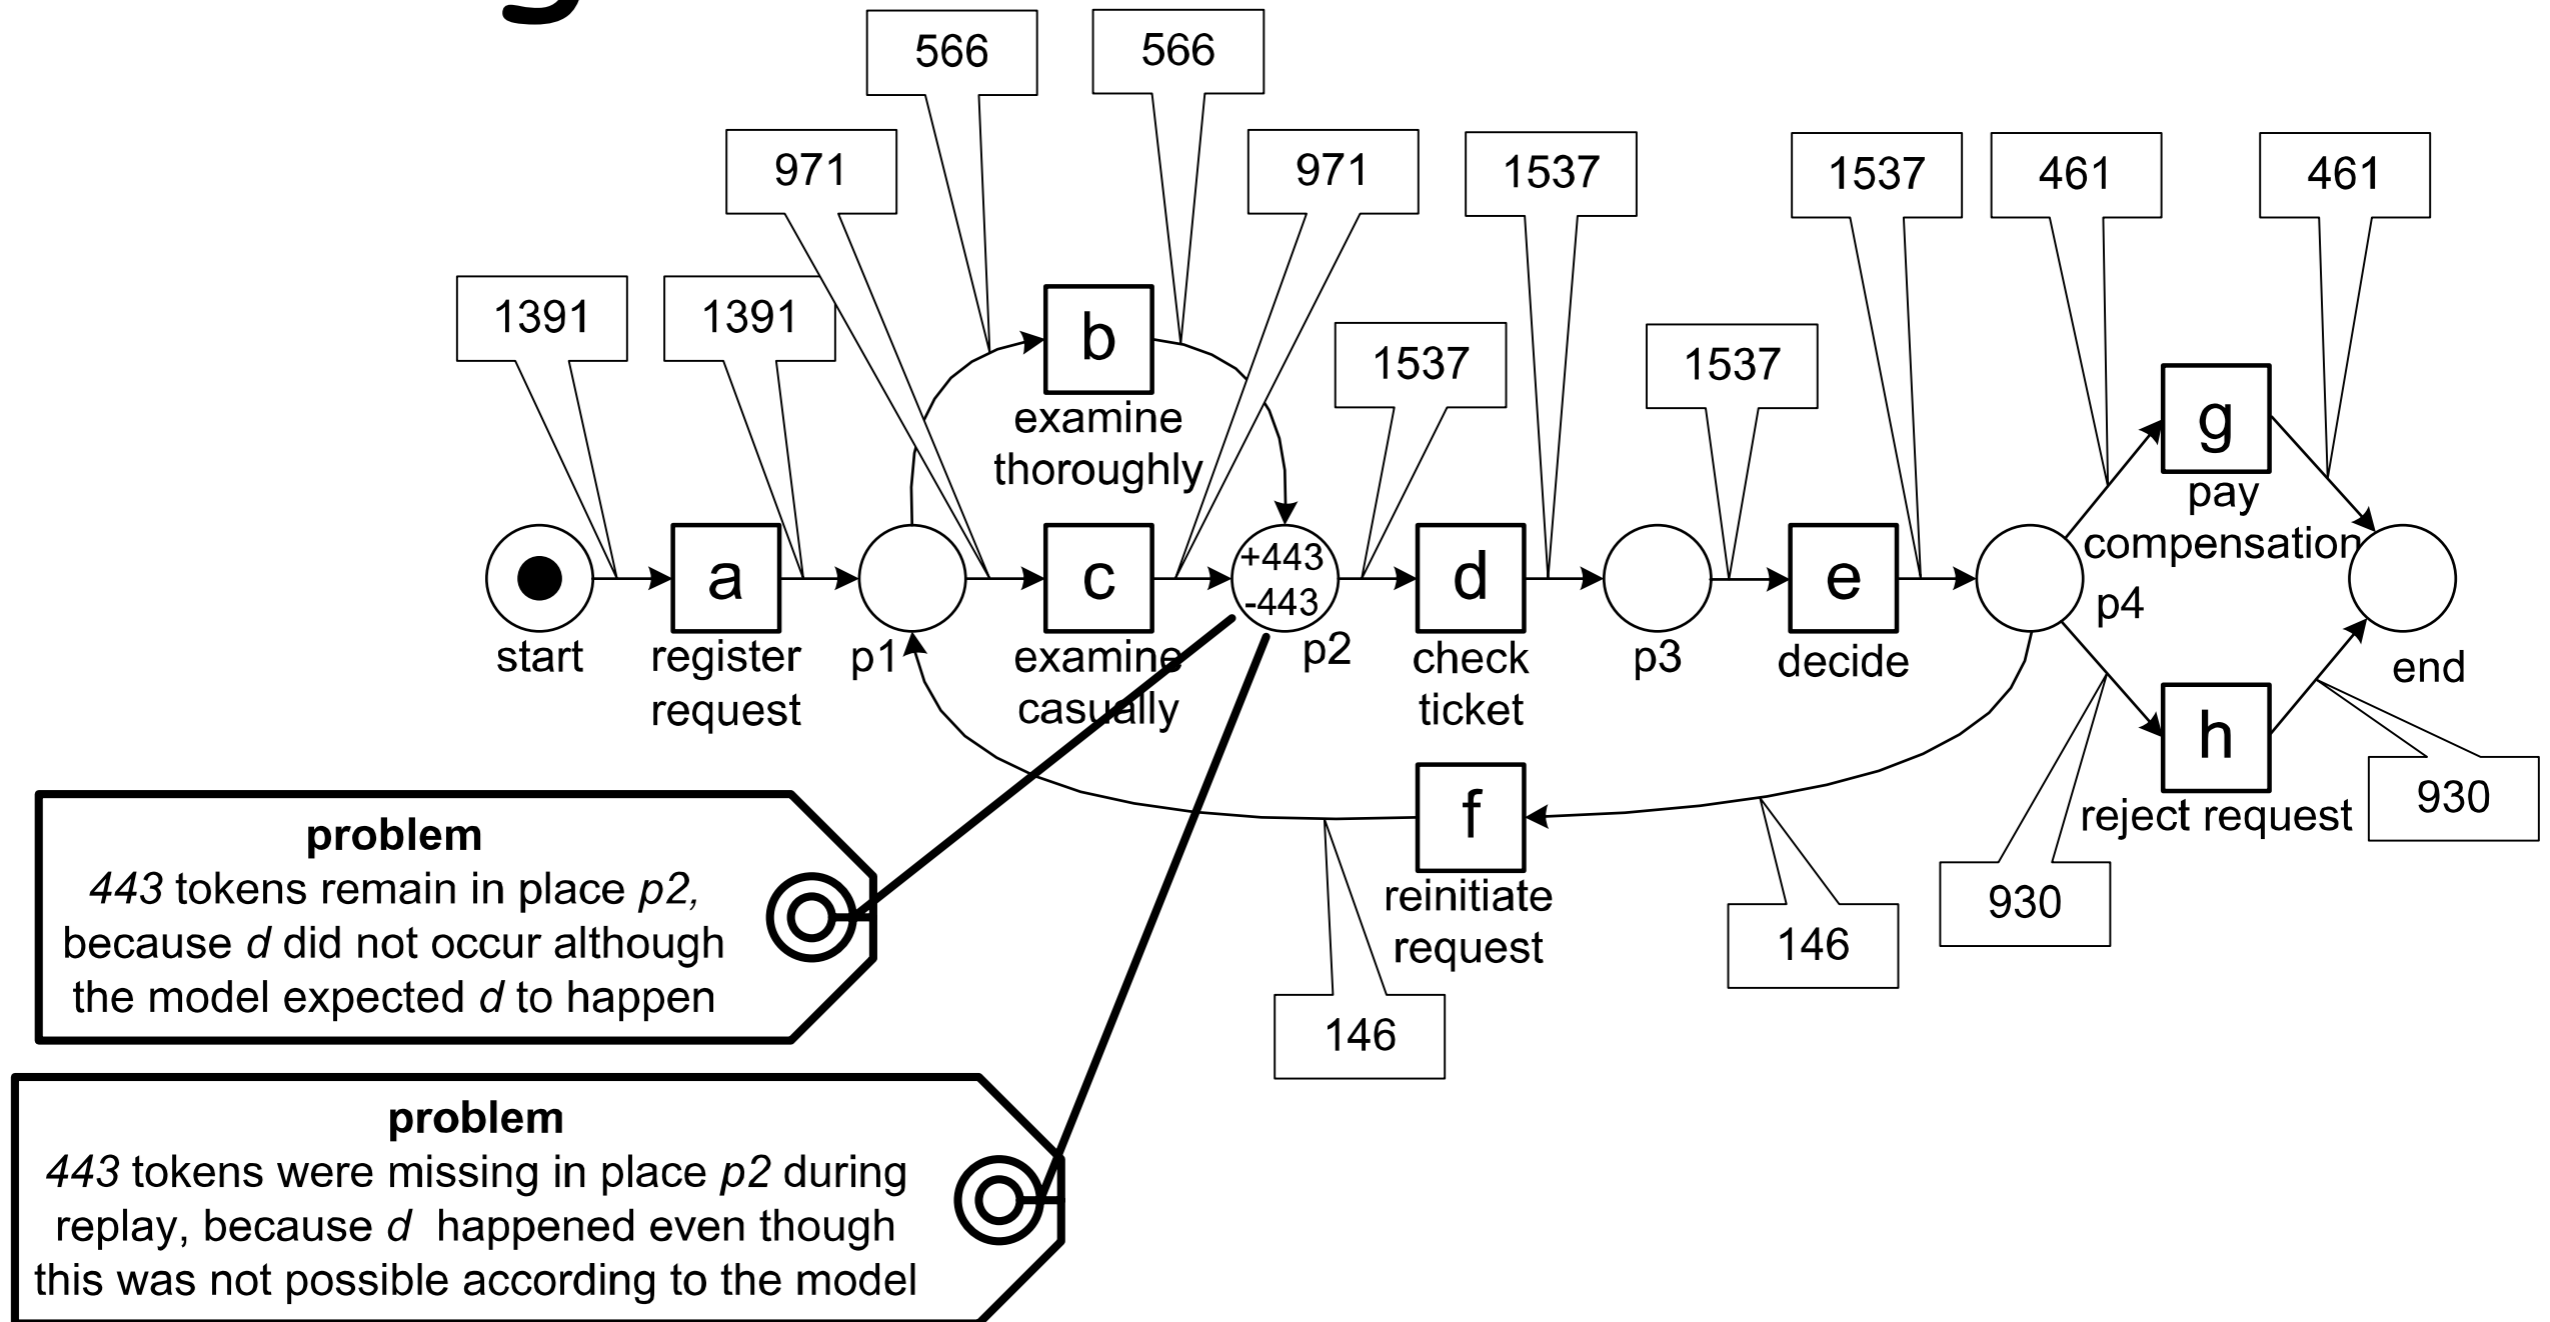 566
566
971
971
1537
1537
461
461
1391
1391
1537
1537
b
examine
thoroughly
g
pay
compensation
start
a
register
request
p1
c
examine
casually
+443
-443
p2
d
check
ticket
p3
e
decide
p4
end
h
reject request
930
930
f
reinitiate
request
146
146
problem
443 tokens remain in place p2,
because d did not occur although
the model expected d to happen
problem
443 tokens were missing in place p2 during
replay, because d happened even though
this was not possible according to the model